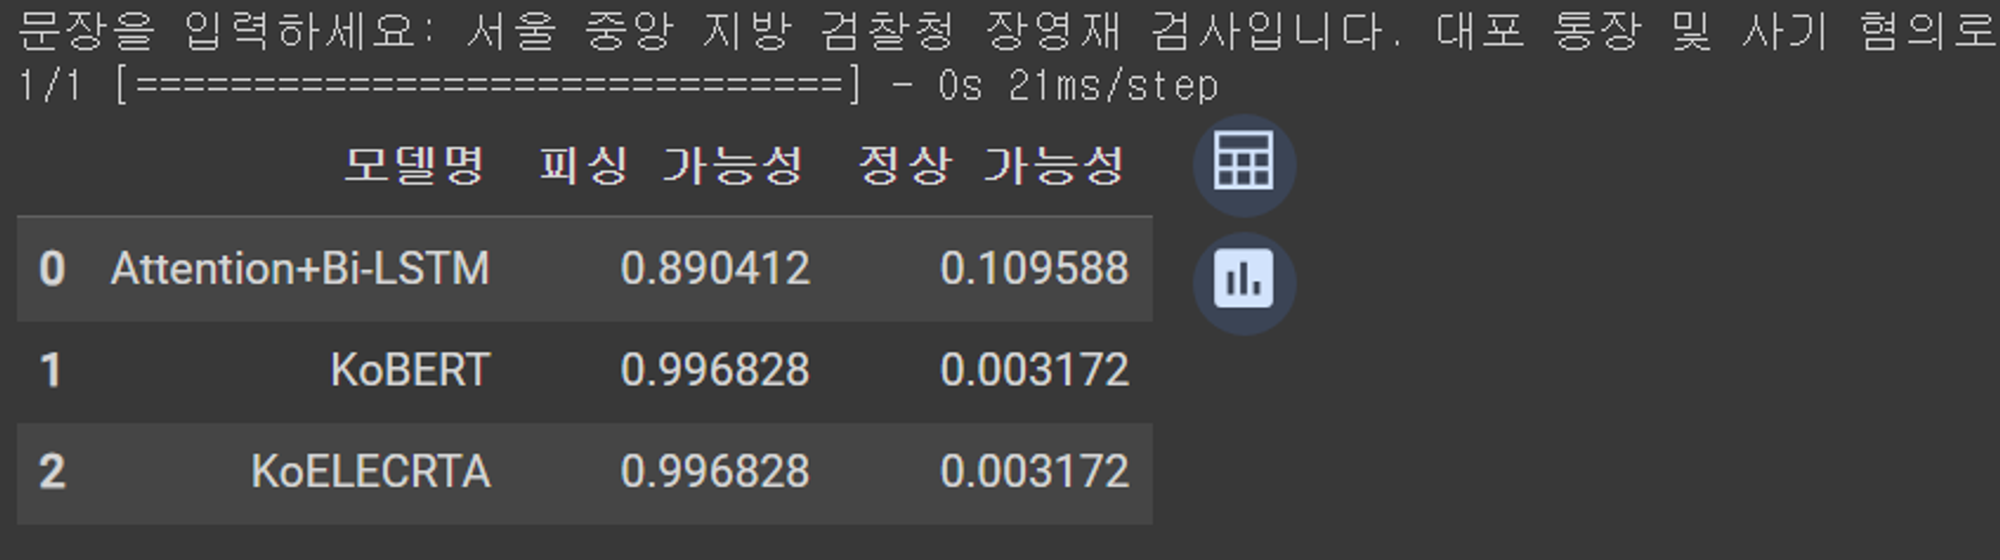 문장을 입력하세요: 서울 중앙 지방 검찰청 장영재 검사입니다. 대포 통장 및 사기 혐의로
1/1 [==============================] - 0s 21ms/step
모델명 피싱 가능성 정상 가능성
0 Attention+Bi-LSTM 0.890412 0.109588
1 KoBERT 0.996828 0.003172
2 KoELECRTA 0.996828 0.003172